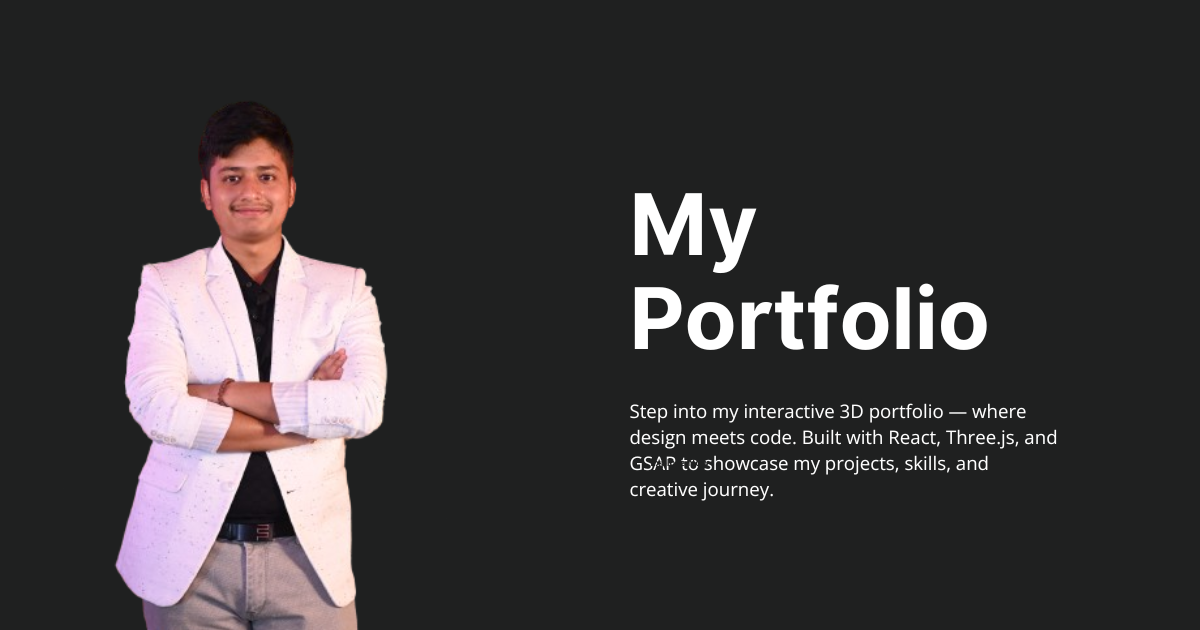 My
Portfolio
Step into my interactive 3D portfolio — where
design meets code. Built with React, Three.js, and
GSAP to showcase my projects, skills, and
creative journey.